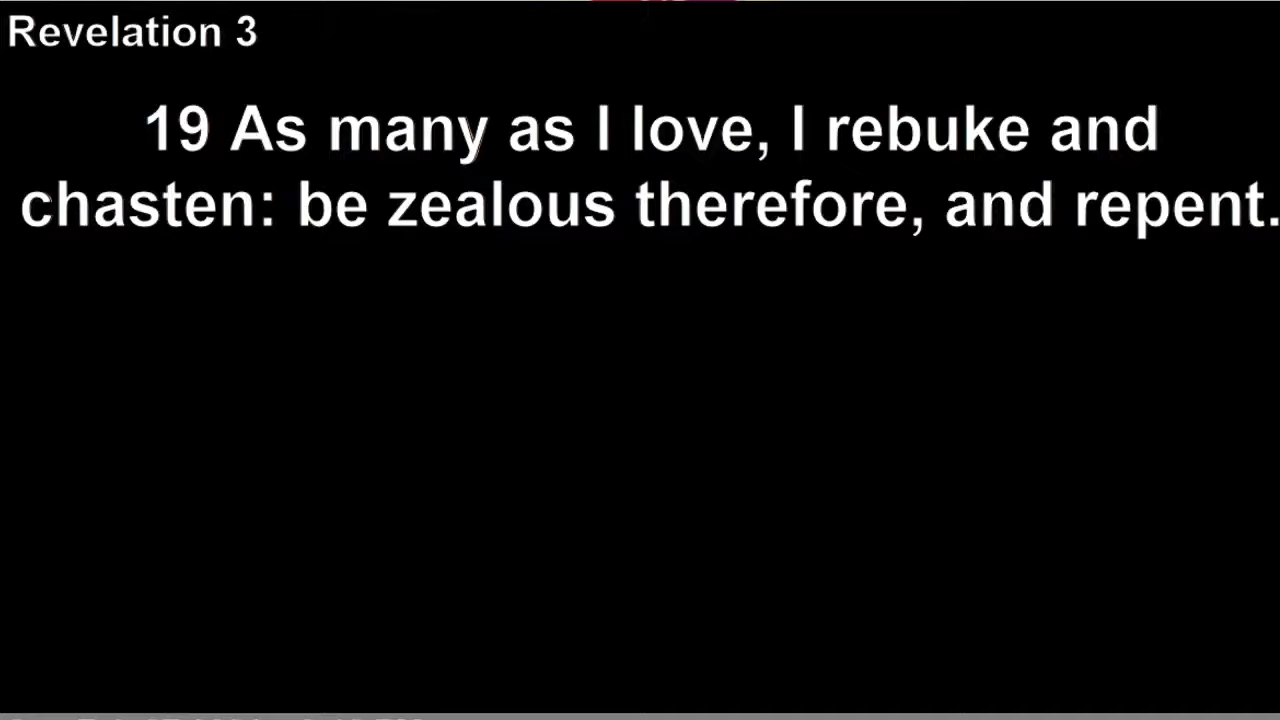 Revelation 3
19 As many as I love, I rebuke and
chasten: be zealous therefore, and repent.